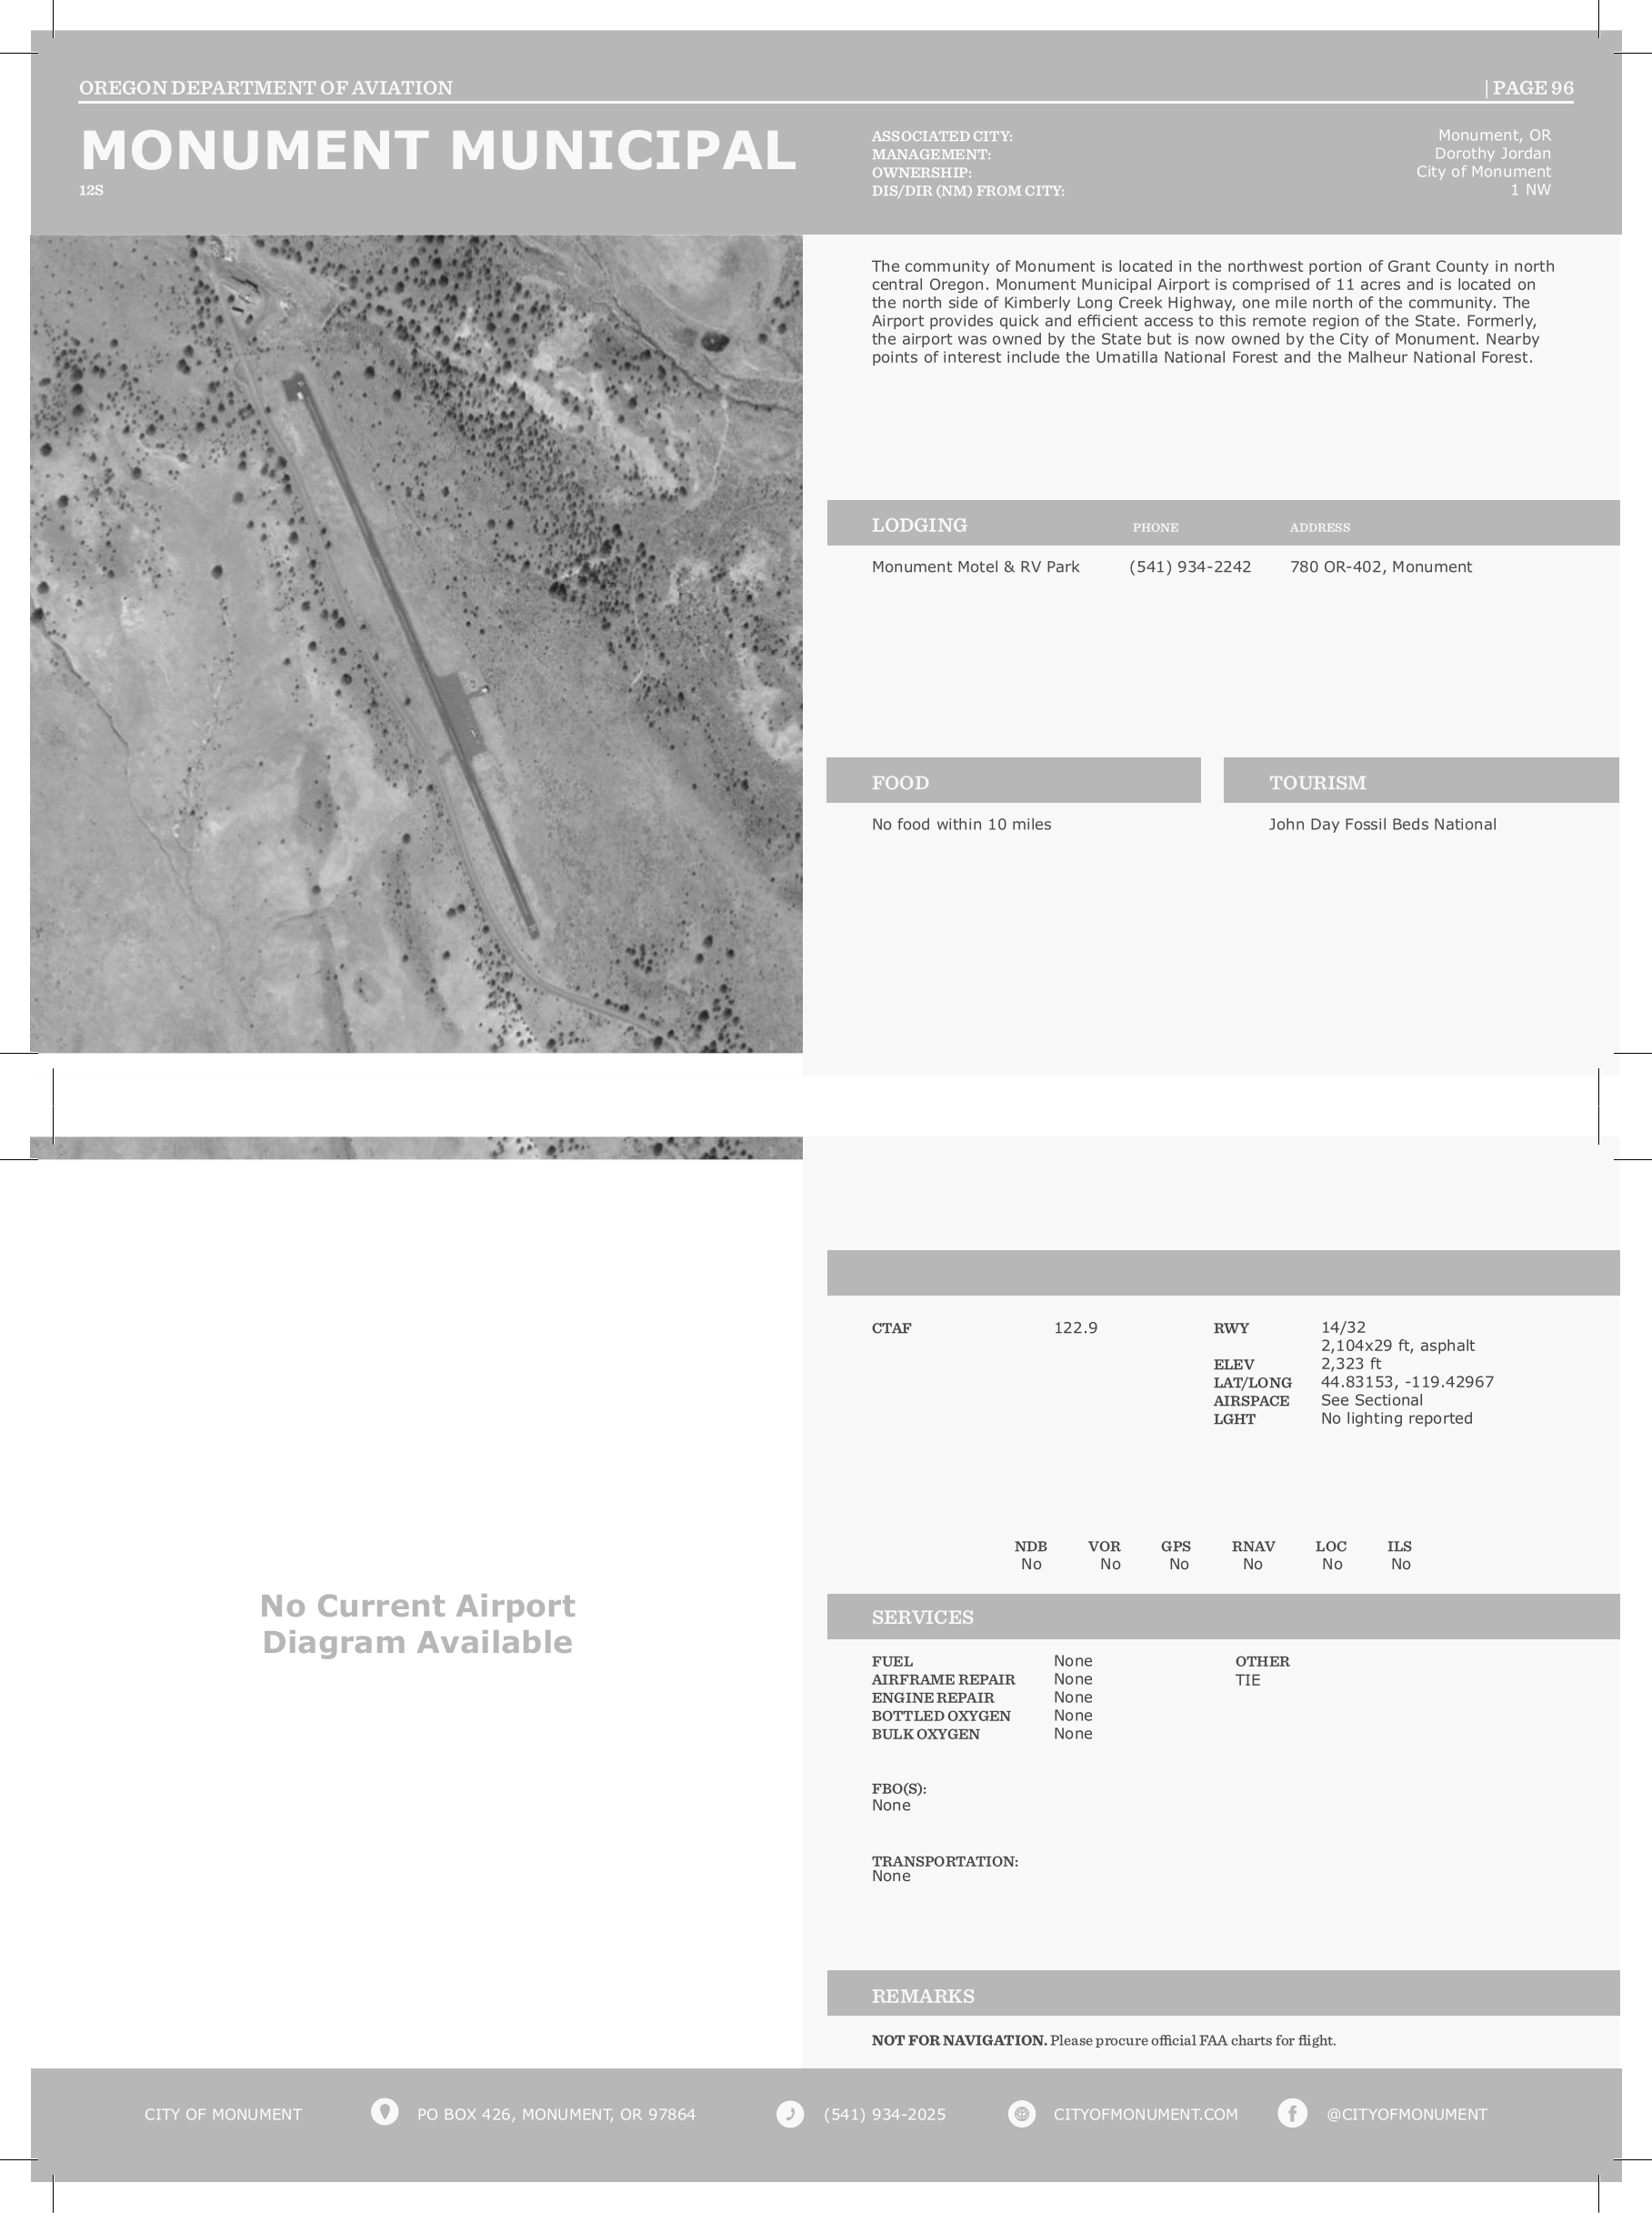 OREGON DEPARTMENT OF AVIATION
| PAGE 96
MONUMENT MUNICIPAL
12S
ASSOCIATED CITY: Monument, OR
MANAGEMENT: Dorothy Jordan
OWNERSHIP: City of Monument
DIS/DIR (NM) FROM CITY: 1 NW
The community of Monument is located in the northwest portion of Grant County in north
central Oregon. Monument Municipal Airport is comprised of 11 acres and is located on
the north side of Kimberly Long Creek Highway, one mile north of the community. The
Airport provides quick and efficient access to this remote region of the State. Formerly,
the airport was owned by the State but is now owned by the City of Monument. Nearby
points of interest include the Umatilla National Forest and the Malheur National Forest.
LODGING PHONE ADDRESS
Monument Motel & RV Park (541) 934-2242 780 OR-402, Monument
FOOD
No food within 10 miles
TOURISM
John Day Fossil Beds National
No Current Airport
Diagram Available
CTAF 122.9
RWY 14/32
2,104x29 ft, asphalt
ELEV 2,323 ft
LAT/LONG 44.83153, -119.42967
AIRSPACE See Sectional
LGHT No lighting reported
NDB VOR GPS RNAV LOC ILS
No No No No No No
SERVICES
FUEL None
AIRFRAME REPAIR None
ENGINE REPAIR None
BOTTLED OXYGEN None
BULK OXYGEN None
OTHER
TIE
FBO(S):
None
TRANSPORTATION:
None
REMARKS
NOT FOR NAVIGATION. Please procure official FAA charts for flight.
CITY OF MONUMENT PO BOX 426, MONUMENT, OR 97864 (541) 934-2025 CITYOFMONUMENT.COM @CITYOFMONUMENT